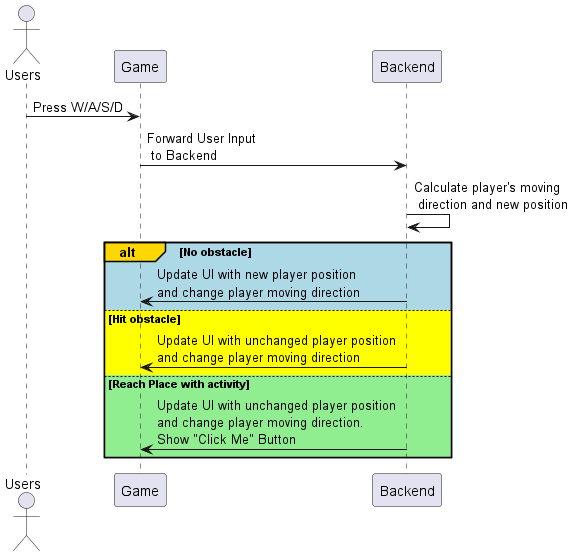 Users
Game
Backend
Press W/A/S/D
Forward User Input
to Backend
Calculate player's moving
direction and new position
alt
[No obstacle]
Update UI with new player position
and change player moving direction
[Hit obstacle]
Update UI with unchanged player position
and change player moving direction
[Reach Place with activity]
Update UI with unchanged player position
and change player moving direction.
Show "Click Me" Button
Users
Game
Backend